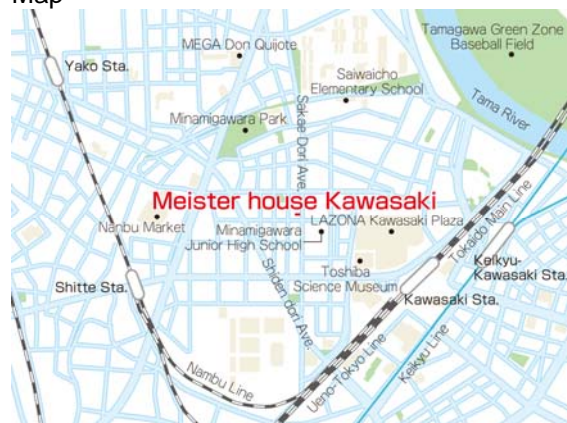 Map
MEGA Don Quijote
Tamagawa Green Zone
Baseball Field
Yako Sta.
Saiwaicho
Elementary School
Sakae Dori Ave.
Tama River
Minamigawara Park
Meister house Kawasaki
Nanbu Market
Minamigawara
Junior High School
LAZONA Kawasaki Plaza
Tokaido Main Line
Toshiba
Science Museum
Keikyu-
Kawasaki Sta.
Shitte Sta.
Shiden dori Ave.
Kawasaki Sta.
Nambu Line
Ueno-Tokyo Line
Keikyu Line